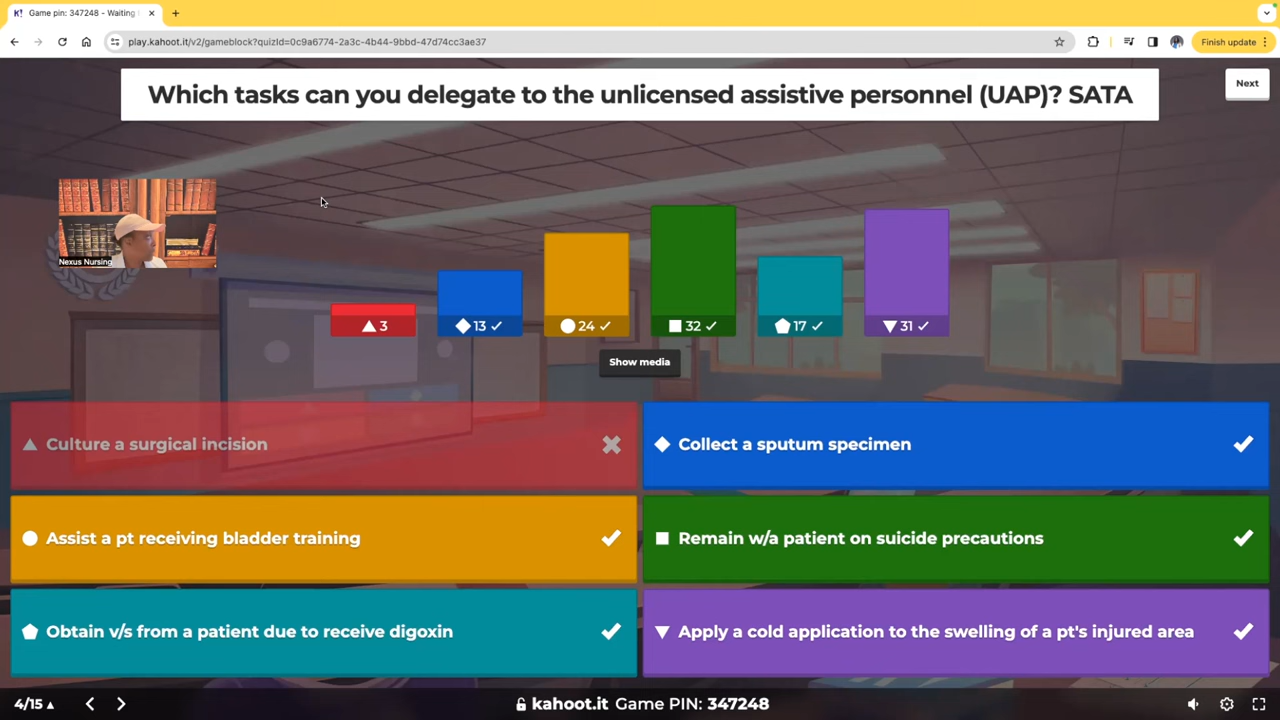 Game pin: 347248 - Waiting
play.kahoot.it/v2/gameblock?quizId=0c9a6774-2a3c-4b44-9bbd-47d74cc3ae37
Finish update
Which tasks can you delegate to the unlicensed assistive personnel (UAP)? SATA
Next
Nexus Nursing
3
13
24
32
17
31
Show media
Culture a surgical incision
Collect a sputum specimen
Assist a pt receiving bladder training
Remain w/a patient on suicide precautions
Obtain v/s from a patient due to receive digoxin
Apply a cold application to the swelling of a pt's injured area
4/15
kahoot.it Game PIN: 347248